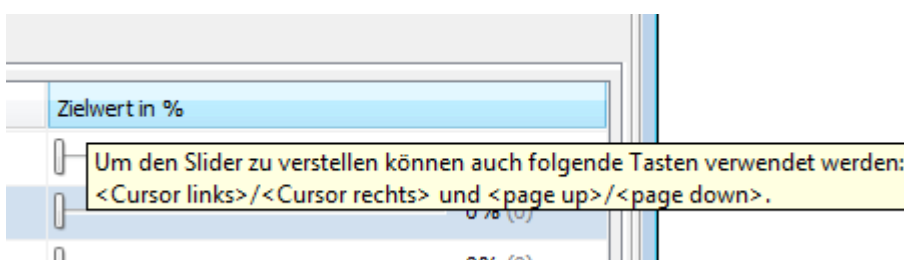 Zielwert in %
Um den Slider zu verstellen können auch folgende Tasten verwendet werden:
<Cursor links>/<Cursor rechts> und <page up>/<page down>.